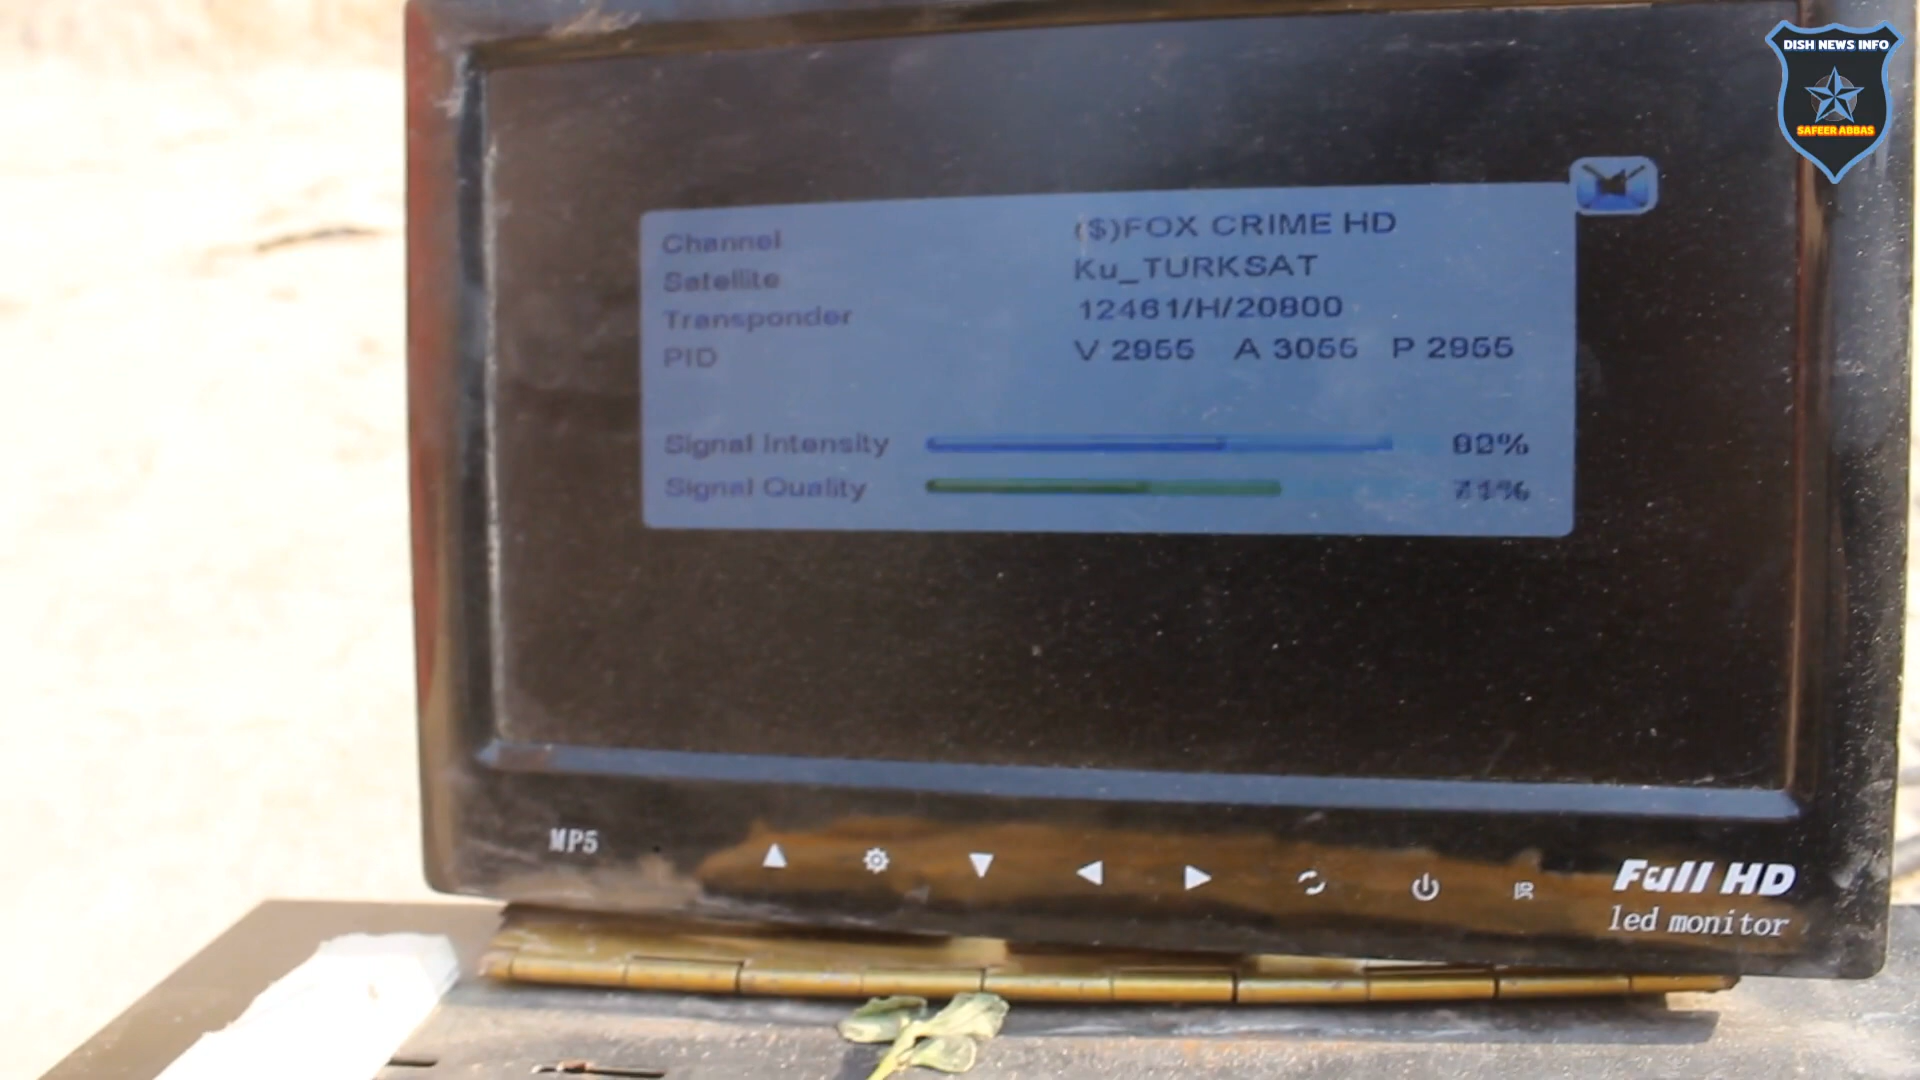 DISH NEWS INFO
SAFEER ABBAS
Channel ($)FOX CRIME HD
Satellite Ku_TURKSAT
Transponder 12461/H/20800
PID V 2955 A 3055 P 2955
Signal Intensity
Signal Quality
MP5
Full HD
led monitor